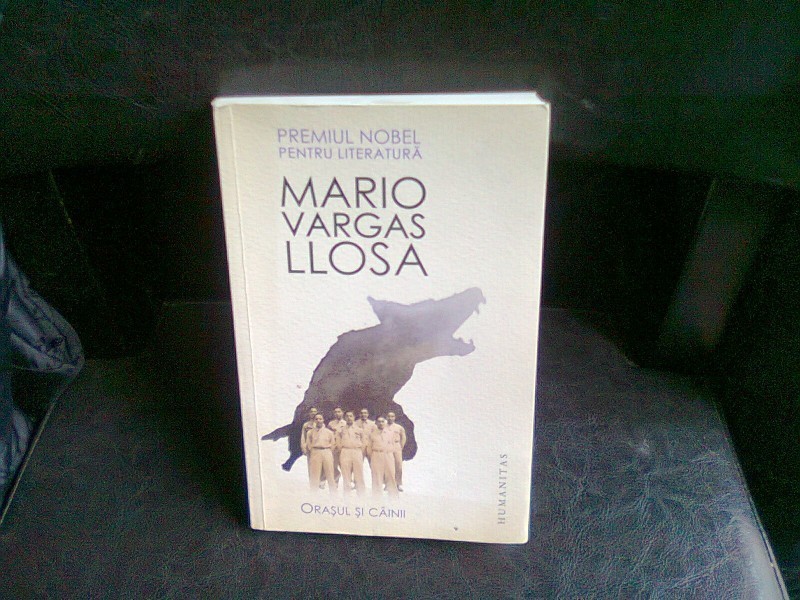 PREMIUL NOBEL
PENTRU LITERATURĂ
MARIO
VARGAS
LLOSA
ORAȘUL ȘI CÂINII
HUMANITAS